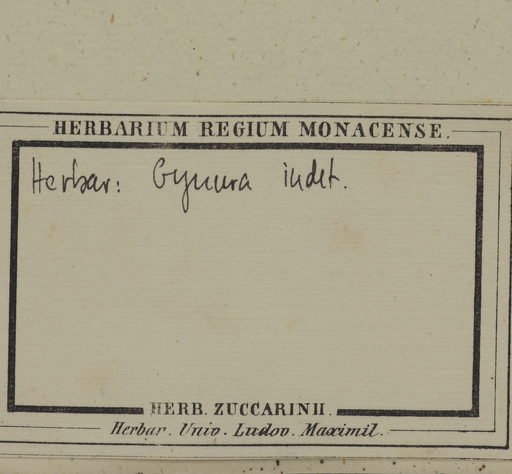 HERBARIUM REGIUM MONACENSE.
Herbar: Gynura indet.
HERB. ZUCCARINII.
Herbar. Univ. Ludov. Maximil.